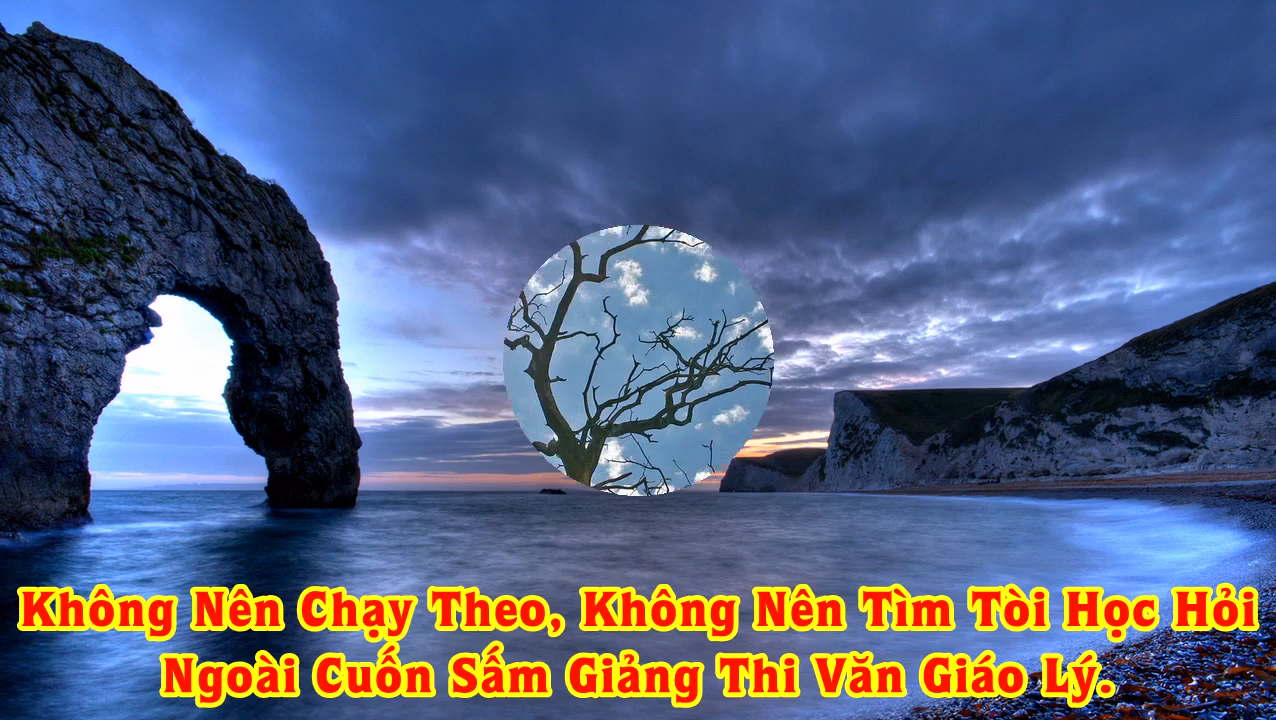 Không Nên Chạy Theo, Không Nên Tìm Tòi Học Hỏi
Ngoài Cuốn Sấm Giảng Thi Văn Giáo Lý.